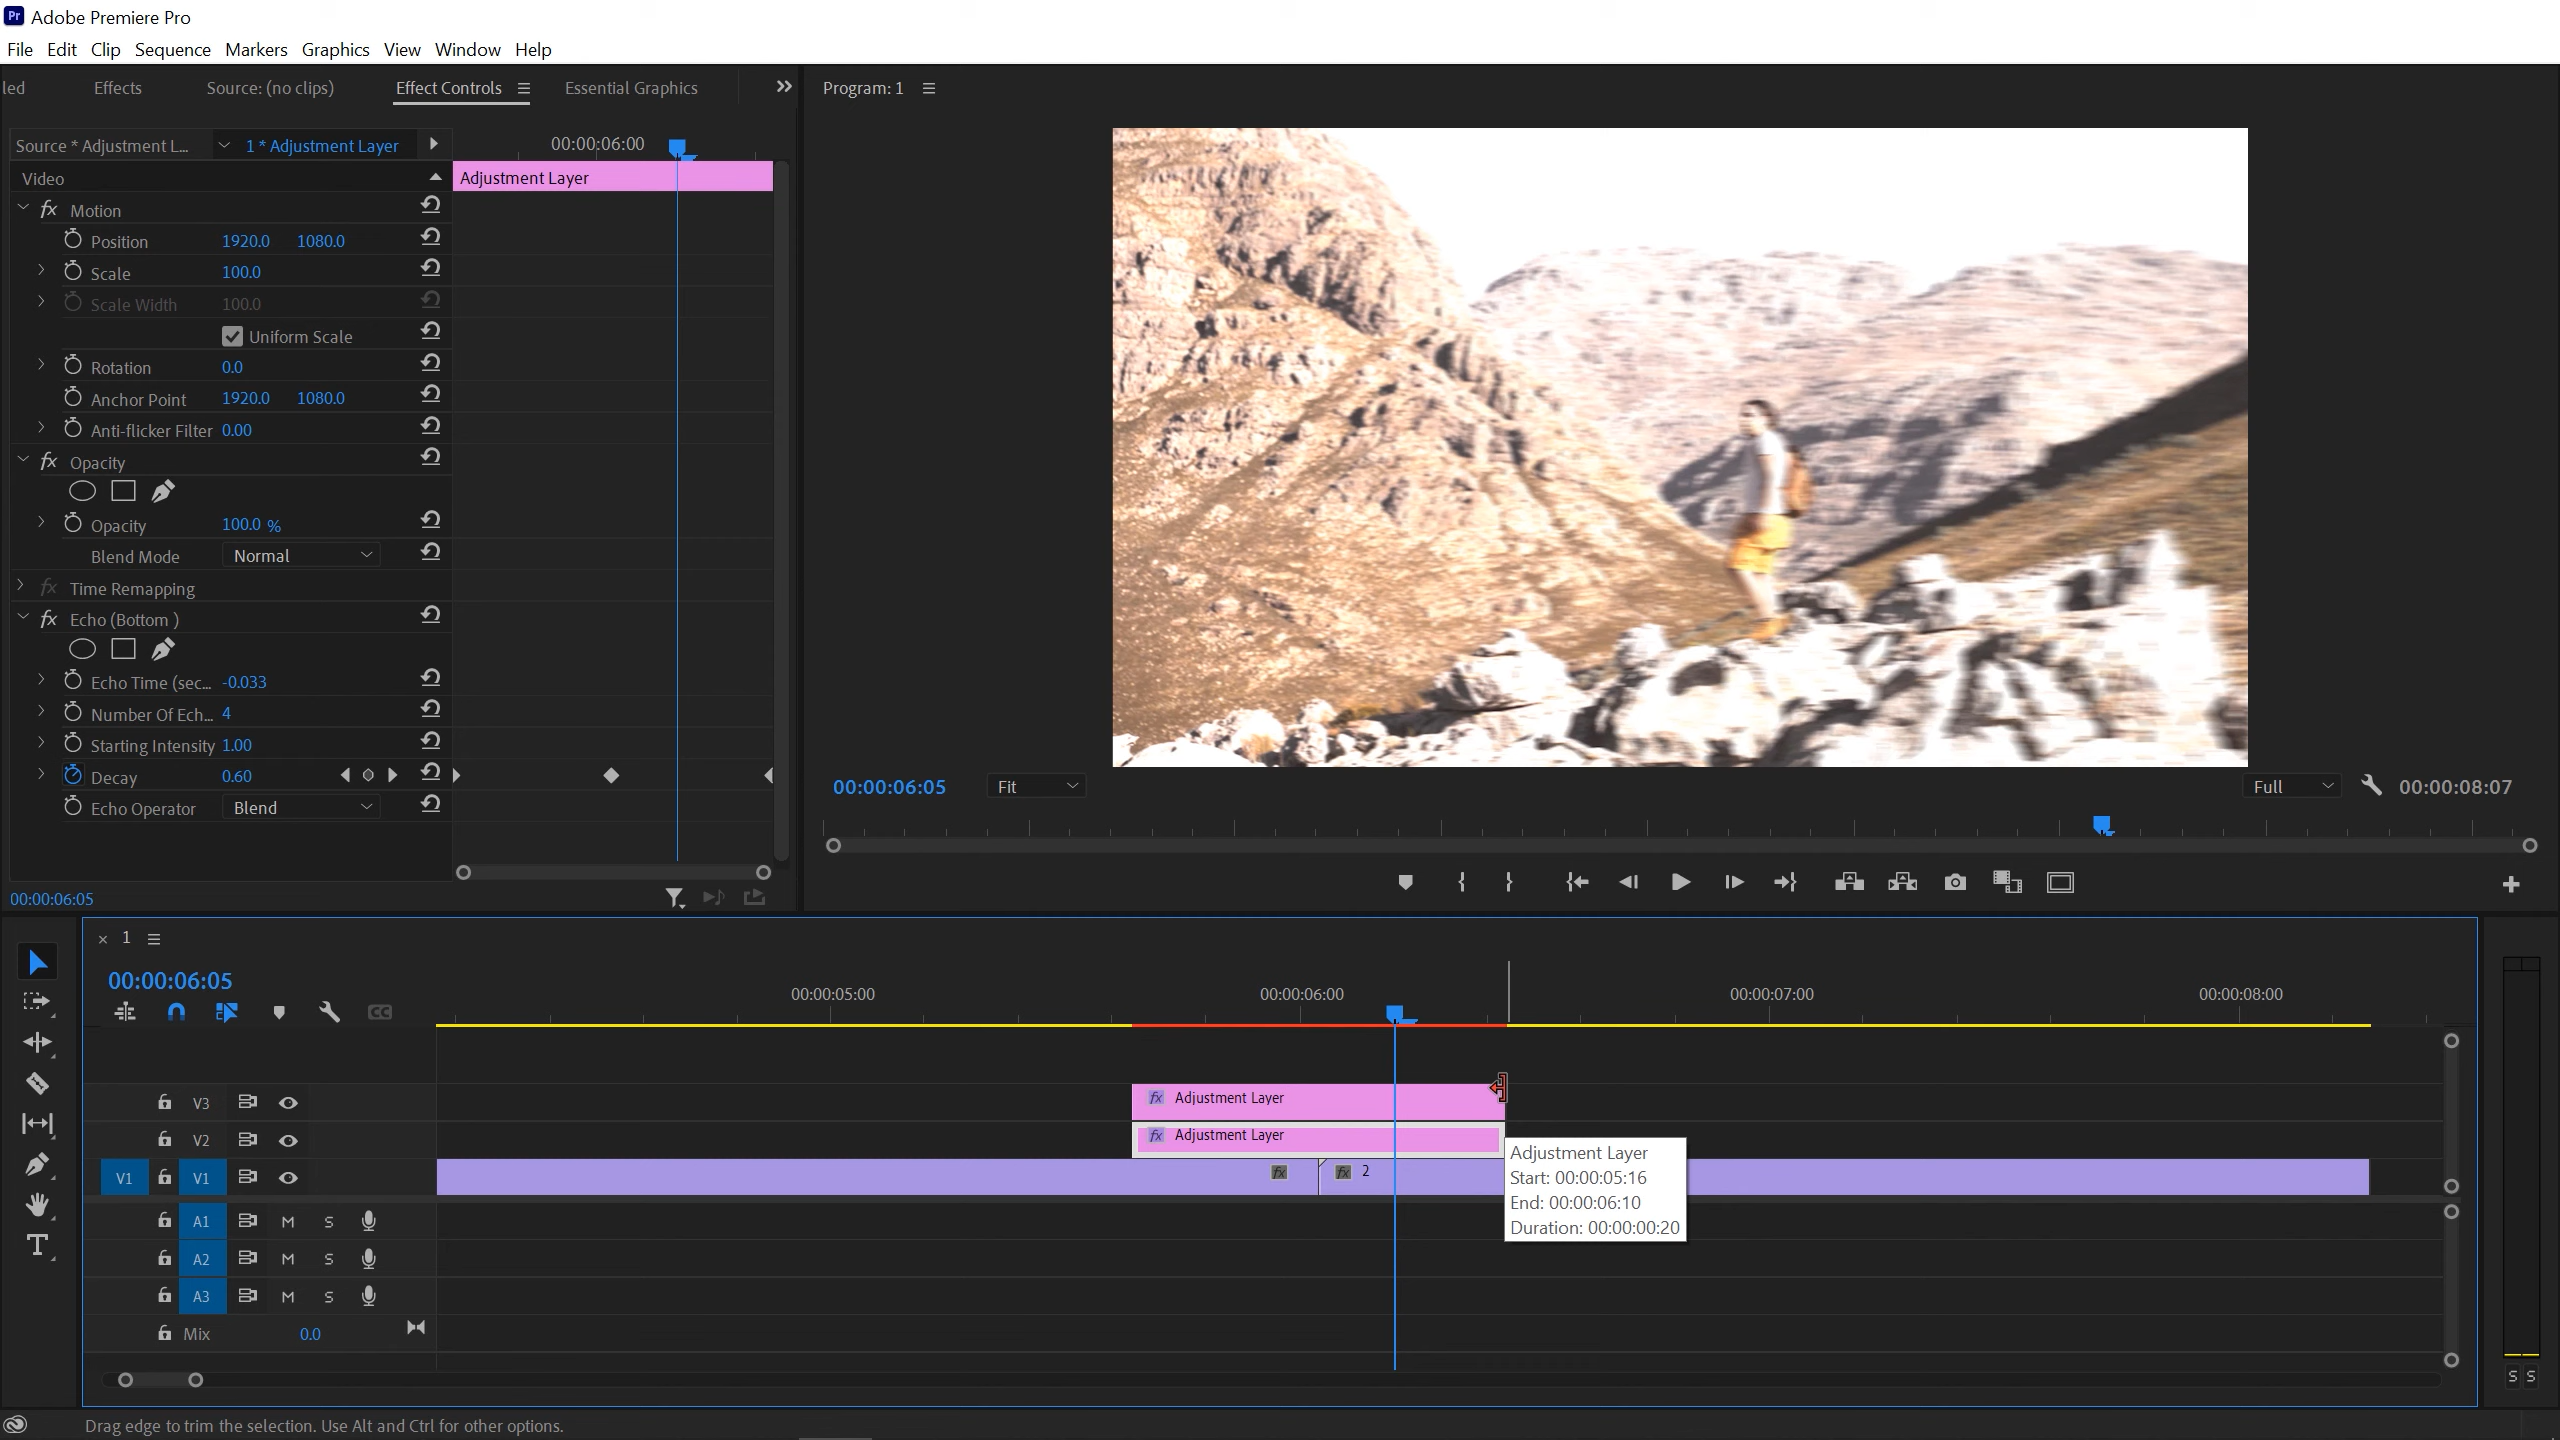 Pr Adobe Premiere Pro
File Edit Clip Sequence Markers Graphics View Window Help
led Effects Source: (no clips) Effect Controls Essential Graphics
Program: 1
Source * Adjustment L... 1 * Adjustment Layer 00:00:06:00
Video Adjustment Layer
fx Motion
Position 1920.0 1080.0
Scale 100.0
Scale Width 100.0
Uniform Scale
Rotation 0.0
Anchor Point 1920.0 1080.0
Anti-flicker Filter 0.00
fx Opacity
Opacity 100.0 %
Blend Mode Normal
fx Time Remapping
fx Echo (Bottom )
Echo Time (sec... -0.033
Number Of Ech... 4
Starting Intensity 1.00
Decay 0.60
Echo Operator Blend
00:00:06:05
00:00:06:05 Fit Full 00:00:08:07
× 1
00:00:06:05
00:00:05:00 00:00:06:00 00:00:07:00 00:00:08:00
CC
V3 fx Adjustment Layer
V2 fx Adjustment Layer
V1 V1 fx fx 2
Adjustment Layer
Start: 00:00:05:16
End: 00:00:06:10
Duration: 00:00:00:20
A1 M S
A2 M S
A3 M S
Mix 0.0
S S
Drag edge to trim the selection. Use Alt and Ctrl for other options.